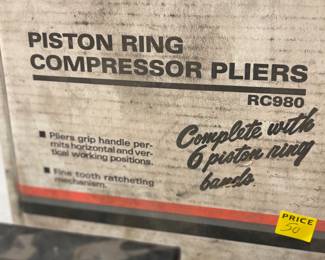 PISTON RING
COMPRESSOR PLIERS
RC980
Pliers grip handle per-
mits horizontal and ver-
tical working positions.
Fine tooth ratcheting
mechanism.
Complete with
6 piston ring
bands.
PRICE
50